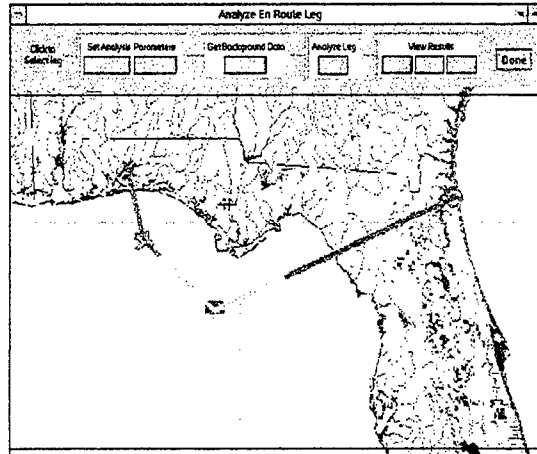 Analyze En Route Leg
Click to
Select leg
Set Analysis Parameters
Get Background Data
Analyze Leg
View Results
Done